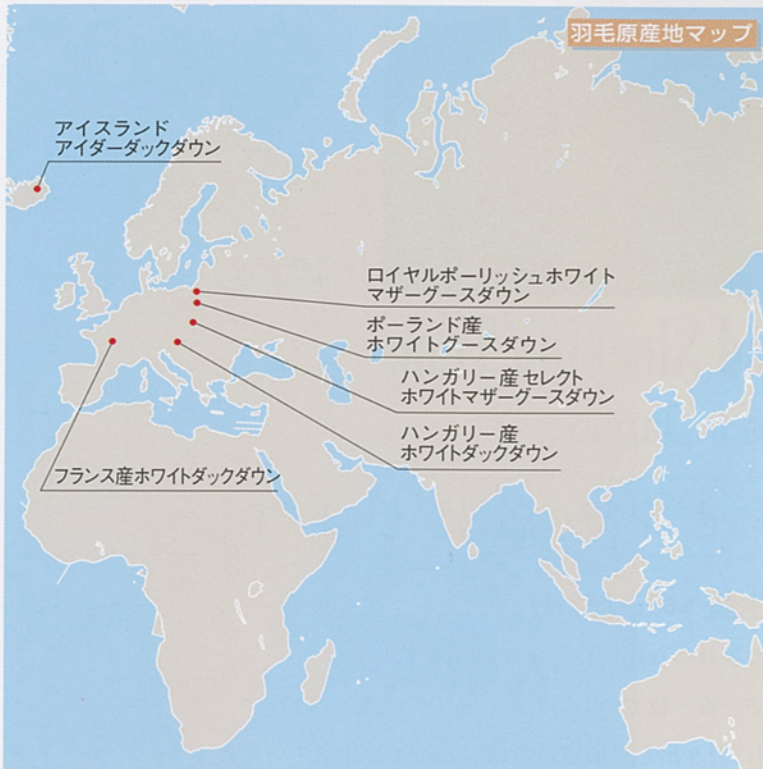 羽毛原産地マップ
アイスランド
アイダーダックダウン
ロイヤルポーリッシュホワイト
マザーグースダウン
ポーランド産
ホワイトグースダウン
ハンガリー産セレクト
ホワイトマザーグースダウン
ハンガリー産
ホワイトダックダウン
フランス産ホワイトダックダウン